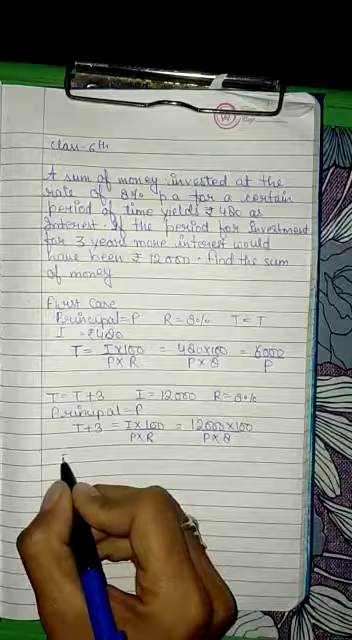 Class-6th
A sum of money invested at the
rate of 8% p a for a certain
period of time yields ₹ 480 as
Interest. If the period for investment
for 3 years more interest would
have been ₹ 12000. Find the sum
of money
First Case
Principal = P R = 8% T = T
I = ₹480
T = I×100/P×R = 480×100/P×8 = 6000/P
T = T+3 I = 12000 R = 8%
Principal = P
T+3 = I×100/P×R = 12000×100/P×8